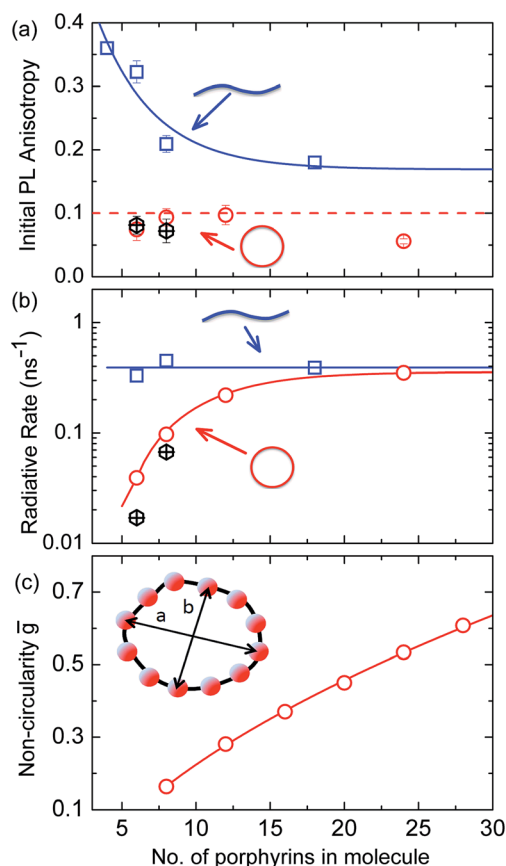 (a)
0.4
0.3
0.2
0.1
0.0
Initial PL Anisotropy
(b)
1
0.1
0.01
Radiative Rate (ns⁻¹)
(c)
0.7
0.5
0.3
0.1
Non-circularity g̅
a
b
5 10 15 20 25 30
No. of porphyrins in molecule